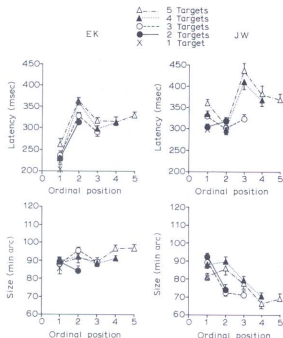 EK
5 Targets
4 Targets
3 Targets
2 Targets
1 Target
JW
Latency (msec)
450
400
350
300
250
200
0 1 2 3 4 5
Ordinal position
Latency (msec)
450
400
350
300
250
200
0 1 2 3 4 5
Ordinal position
Size (min arc)
120
110
100
90
80
70
60
0 1 2 3 4 5
Ordinal position
Size (min arc)
120
110
100
90
80
70
60
0 1 2 3 4 5
Ordinal position